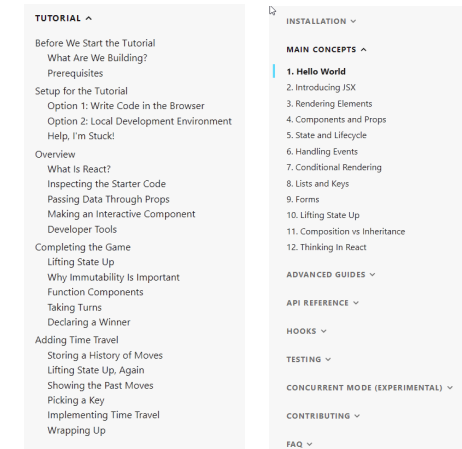 TUTORIAL
Before We Start the Tutorial
What Are We Building?
Prerequisites
Setup for the Tutorial
Option 1: Write Code in the Browser
Option 2: Local Development Environment
Help, I'm Stuck!
Overview
What Is React?
Inspecting the Starter Code
Passing Data Through Props
Making an Interactive Component
Developer Tools
Completing the Game
Lifting State Up
Why Immutability Is Important
Function Components
Taking Turns
Declaring a Winner
Adding Time Travel
Storing a History of Moves
Lifting State Up, Again
Showing the Past Moves
Picking a Key
Implementing Time Travel
Wrapping Up
INSTALLATION
MAIN CONCEPTS
1. Hello World
2. Introducing JSX
3. Rendering Elements
4. Components and Props
5. State and Lifecycle
6. Handling Events
7. Conditional Rendering
8. Lists and Keys
9. Forms
10. Lifting State Up
11. Composition vs Inheritance
12. Thinking In React
ADVANCED GUIDES
API REFERENCE
HOOKS
TESTING
CONCURRENT MODE (EXPERIMENTAL)
CONTRIBUTING
FAQ